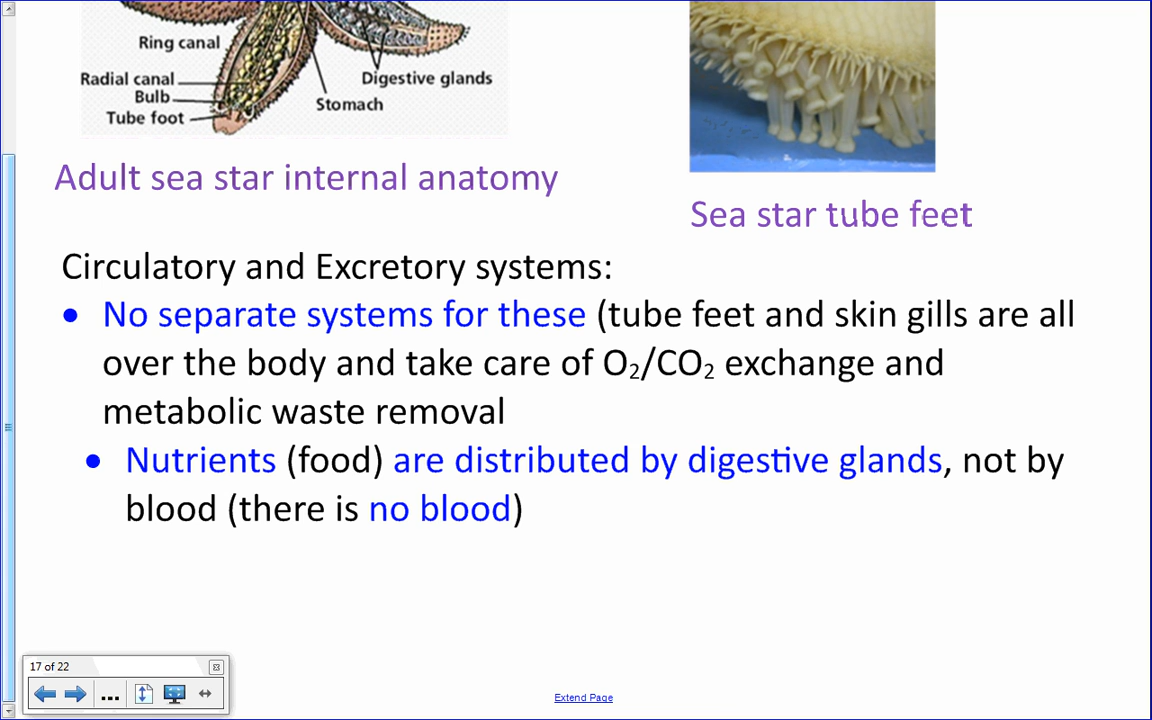 Ring canal
Radial canal
Digestive glands
Bulb
Stomach
Tube foot
Adult sea star internal anatomy
Sea star tube feet
Circulatory and Excretory systems:
• No separate systems for these (tube feet and skin gills are all
over the body and take care of O₂/CO₂ exchange and
metabolic waste removal
• Nutrients (food) are distributed by digestive glands, not by
blood (there is no blood)
17 of 22
...
Extend Page